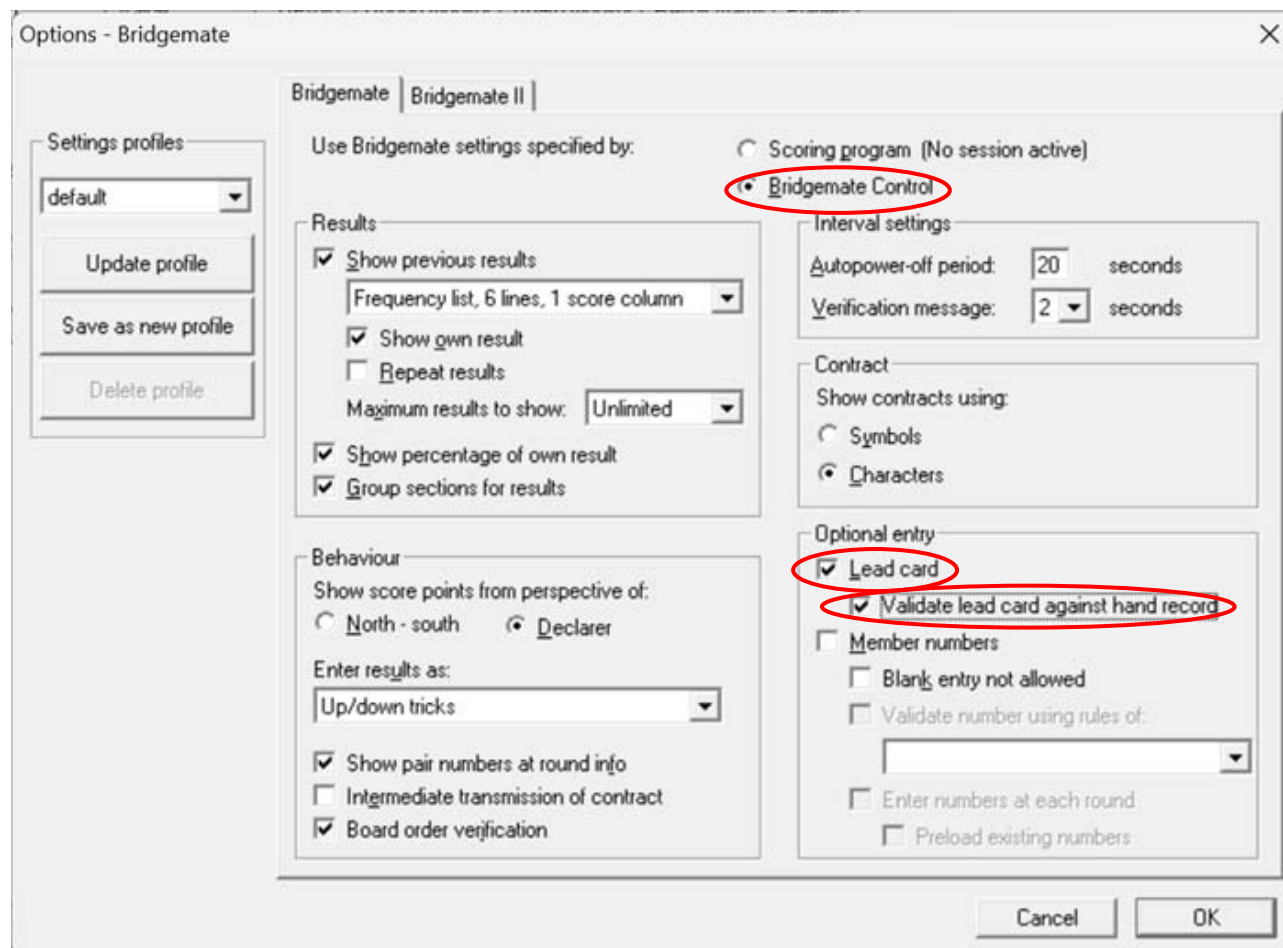 Options - Bridgemate
Bridgemate
Bridgemate II
Settings profiles
default
Update profile
Save as new profile
Delete profile
Use Bridgemate settings specified by:
Scoring program (No session active)
Bridgemate Control
Results
Show previous results
Frequency list, 6 lines, 1 score column
Show own result
Repeat results
Maximum results to show: Unlimited
Show percentage of own result
Group sections for results
Behaviour
Show score points from perspective of:
North - south Declarer
Enter results as:
Up/down tricks
Show pair numbers at round info
Intermediate transmission of contract
Board order verification
Interval settings
Autopower-off period: 20 seconds
Verification message: 2 seconds
Contract
Show contracts using:
Symbols
Characters
Optional entry
Lead card
Validate lead card against hand record
Member numbers
Blank entry not allowed
Validate number using rules of:
Enter numbers at each round
Preload existing numbers
Cancel OK